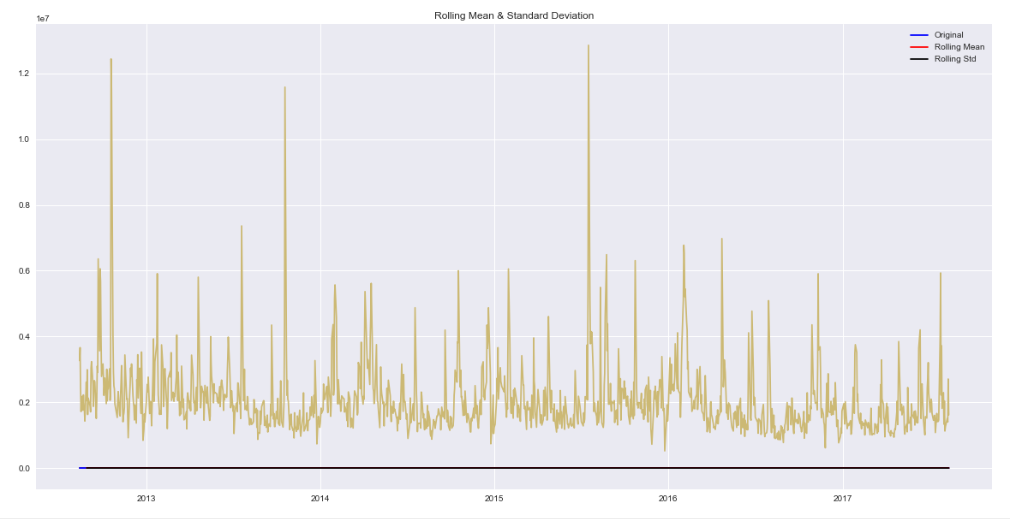 Rolling Mean & Standard Deviation
1e7
Original
Rolling Mean
Rolling Std
1.2
1.0
0.8
0.6
0.4
0.2
0.0
2013 2014 2015 2016 2017